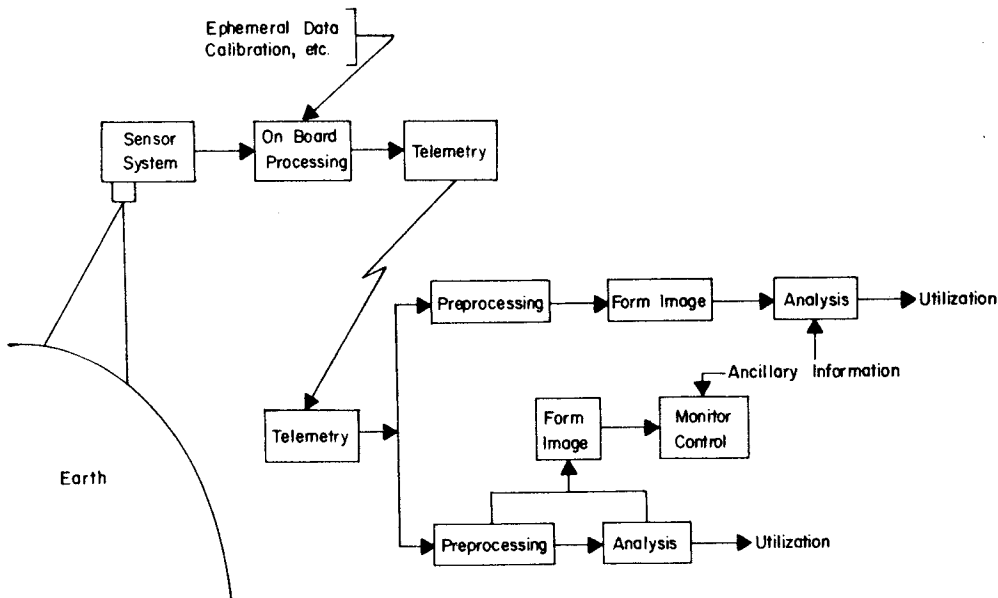 Ephemeral Data
Calibration, etc.
Sensor
System
On Board
Processing
Telemetry
Preprocessing
Form Image
Analysis
Utilization
Ancillary Information
Telemetry
Form
Image
Monitor
Control
Earth
Preprocessing
Analysis
Utilization